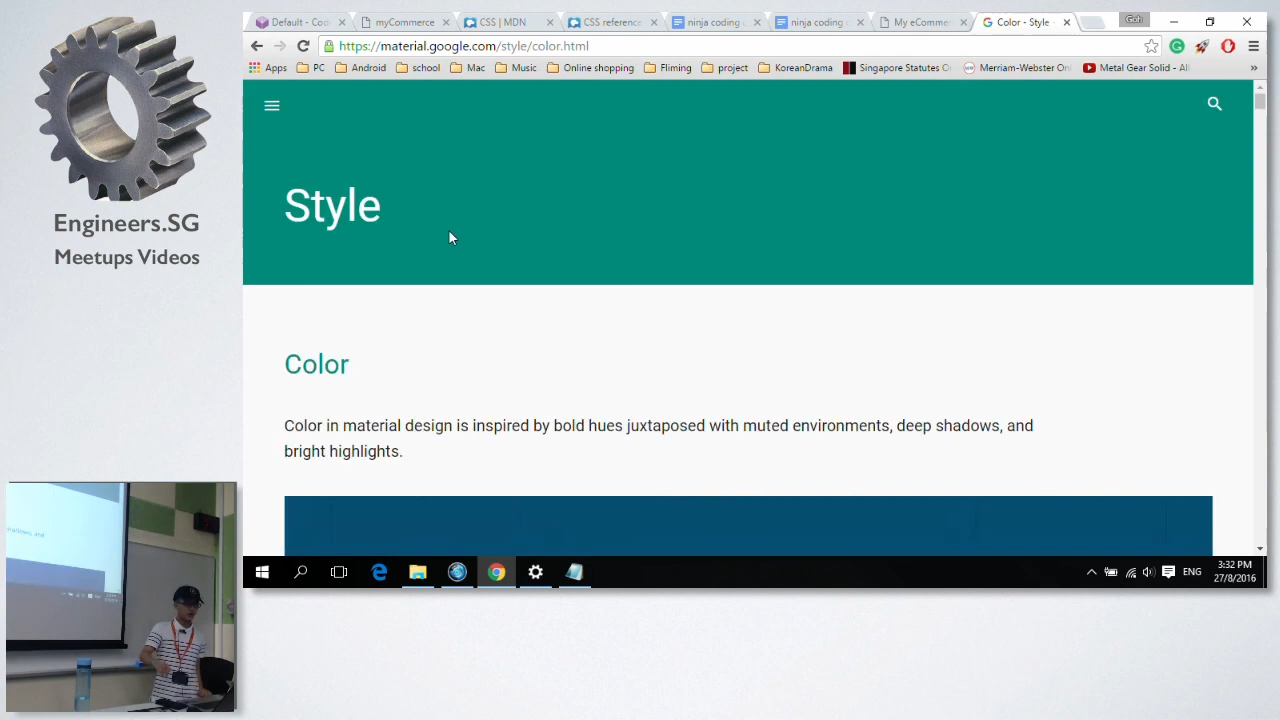 Engineers.SG
Meetups Videos
Default - Cod
myCommerce
CSS | MDN
CSS reference
ninja coding
ninja coding
My eCommer
Color - Style -
Goh
https://material.google.com/style/color.html
Apps
PC
Android
school
Mac
Music
Online shopping
Fliming
project
KoreanDrama
Singapore Statutes O
Merriam-Webster On
Metal Gear Solid - Al
»
Style
Color
Color in material design is inspired by bold hues juxtaposed with muted environments, deep shadows, and
bright highlights.
ENG
3:32 PM
27/8/2016